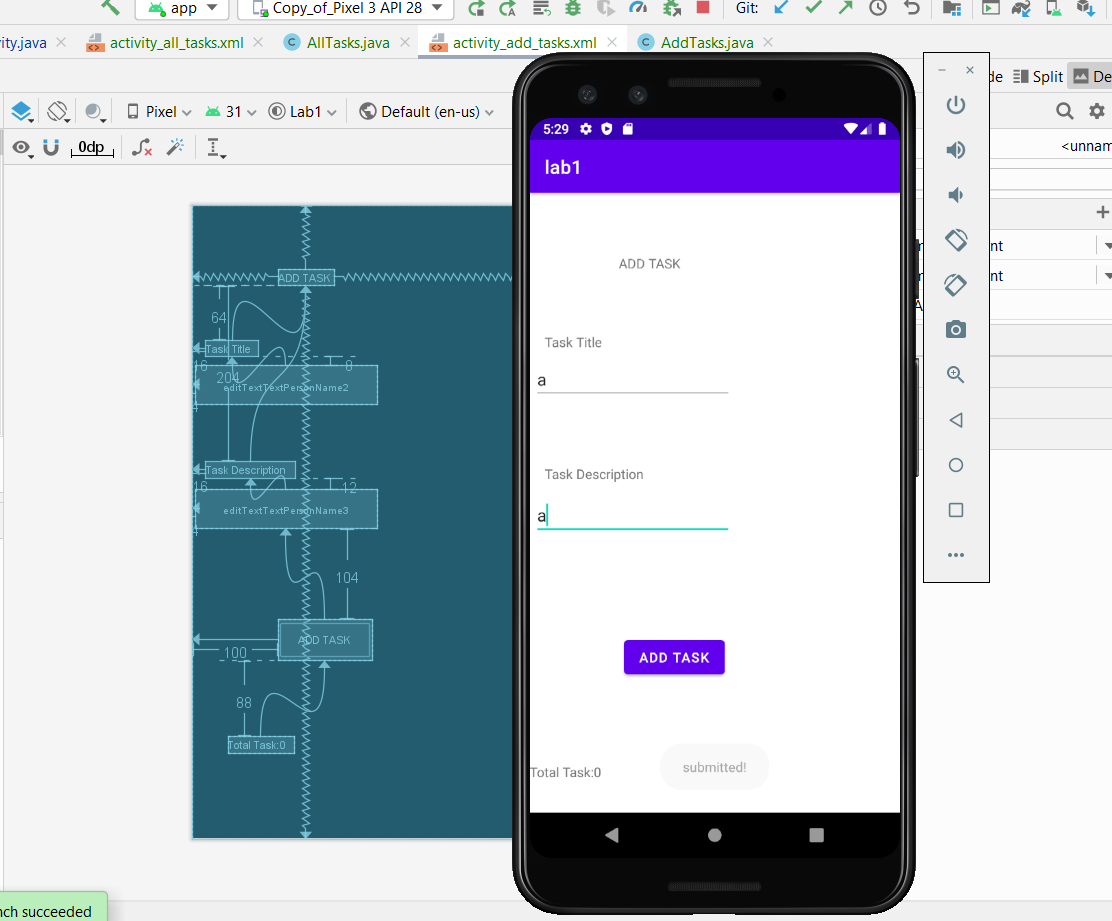 app Copy_of_Pixel 3 API 28 Git:
ity.java activity_all_tasks.xml AllTasks.java activity_add_tasks.xml AddTasks.java
de Split De
Pixel 31 Lab1 Default (en-us)
0dp
<unnam
nt
nt
A
ADD TASK
64
Task Title
16
8
204
editTextTextPersonName2
4
Task Description
16
12
editTextTextPersonName3
4
104
ADD TASK
100
88
Total Task:0
5:29
lab1
ADD TASK
Task Title
a
Task Description
a
ADD TASK
submitted!
Total Task:0
nch succeeded